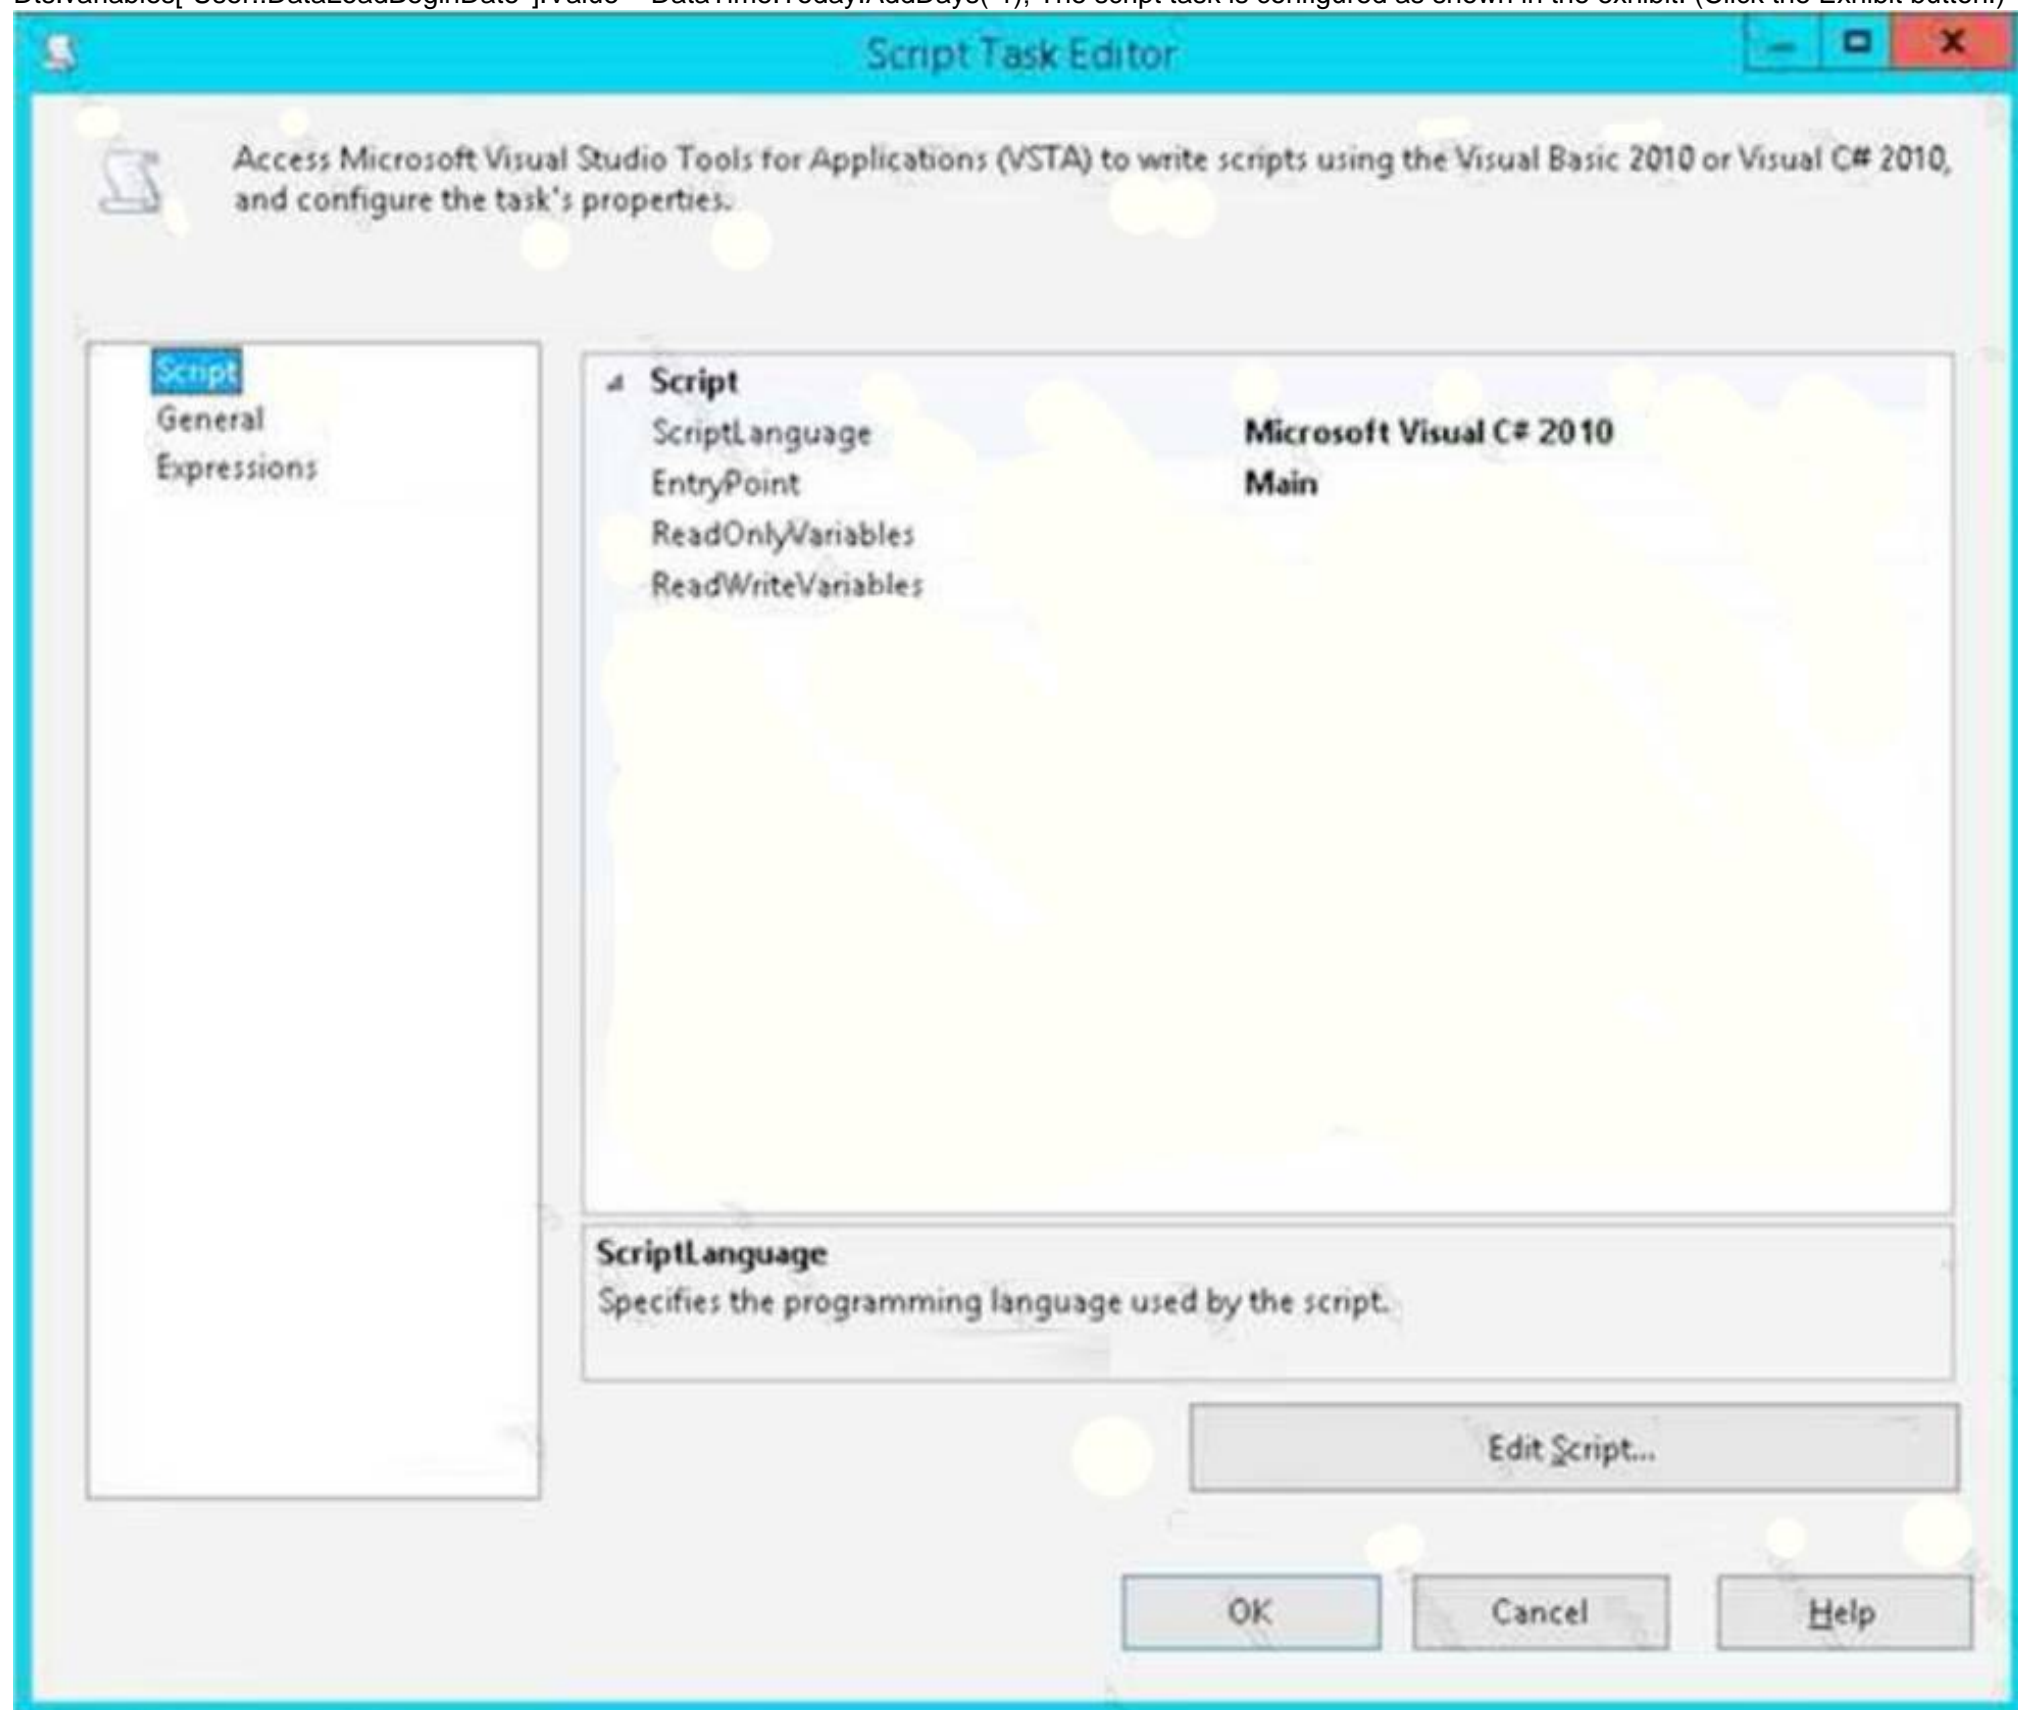 Script Task Editor
Access Microsoft Visual Studio Tools for Applications (VSTA) to write scripts using the Visual Basic 2010 or Visual C# 2010,
and configure the task's properties.
Script
General
Expressions
Script
ScriptLanguage Microsoft Visual C# 2010
EntryPoint Main
ReadOnlyVariables
ReadWriteVariables
ScriptLanguage
Specifies the programming language used by the script.
Edit Script...
OK Cancel Help